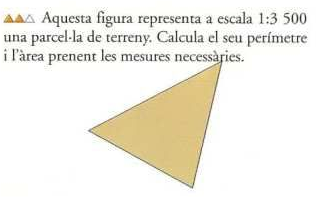 Aquesta figura representa a escala 1:3 500
una parcel·la de terreny. Calcula el seu perímetre
i l'àrea prenent les mesures necessàries.